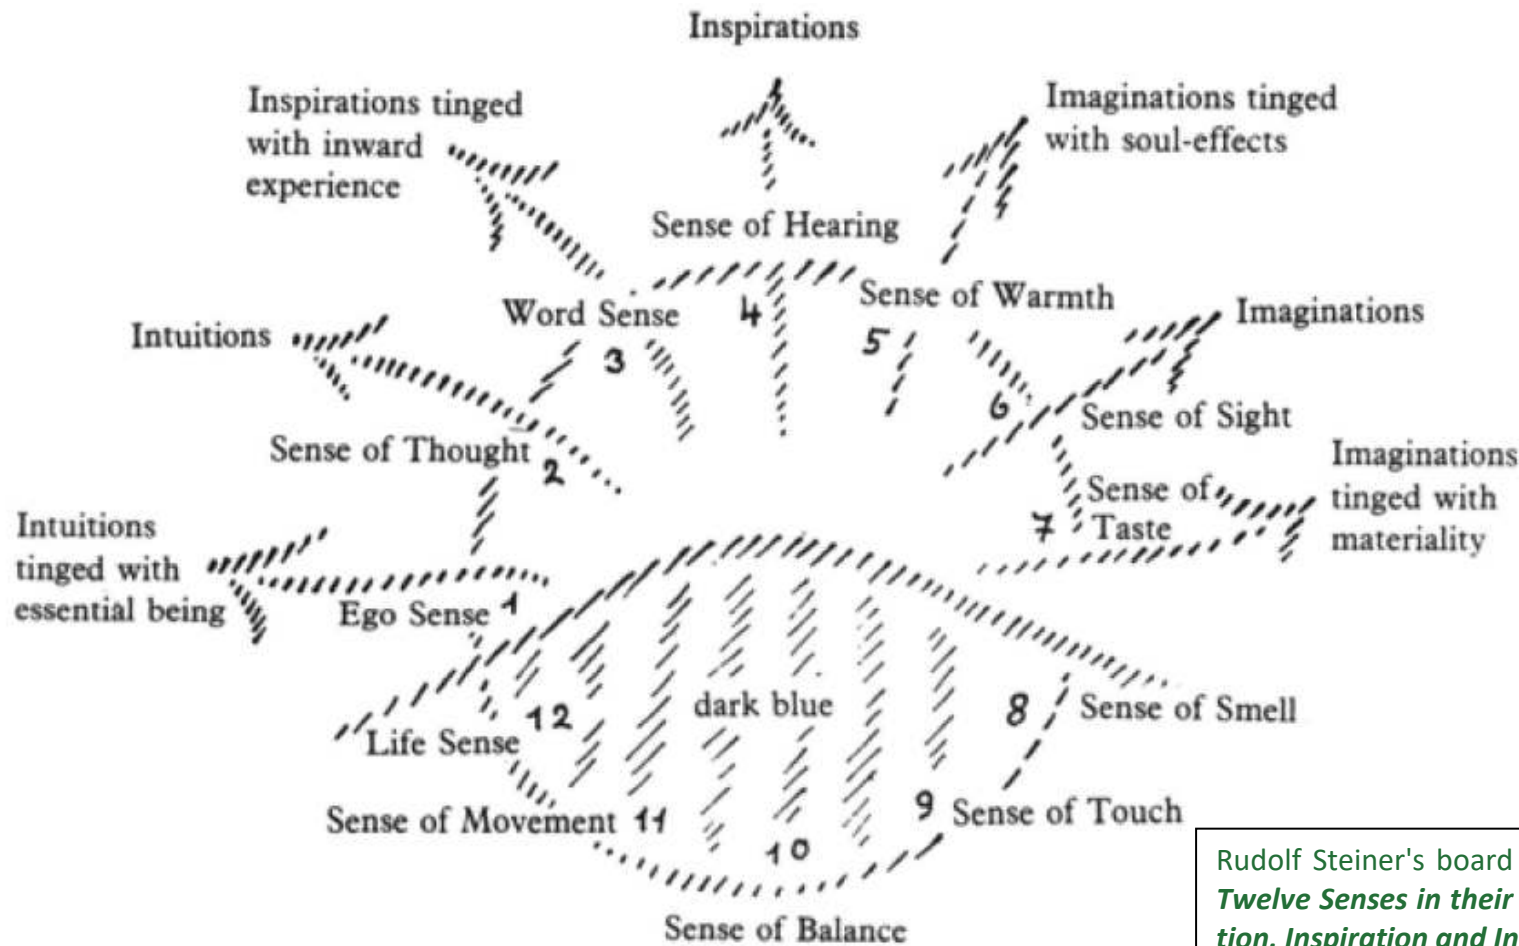 Inspirations
Inspirations tinged
with inward
experience
Imaginations tinged
with soul-effects
Sense of Hearing
Word Sense
3
4
Sense of Warmth
5
Intuitions
Imaginations
6
Sense of Sight
Sense of Thought
2
Imaginations
tinged with
materiality
Sense of
Taste
7
Intuitions
tinged with
essential being
Ego Sense 1
12
dark blue
8
Sense of Smell
Life Sense
Sense of Movement 11
9
Sense of Touch
10
Sense of Balance
Rudolf Steiner's board
Twelve Senses in their
tion, Inspiration and In